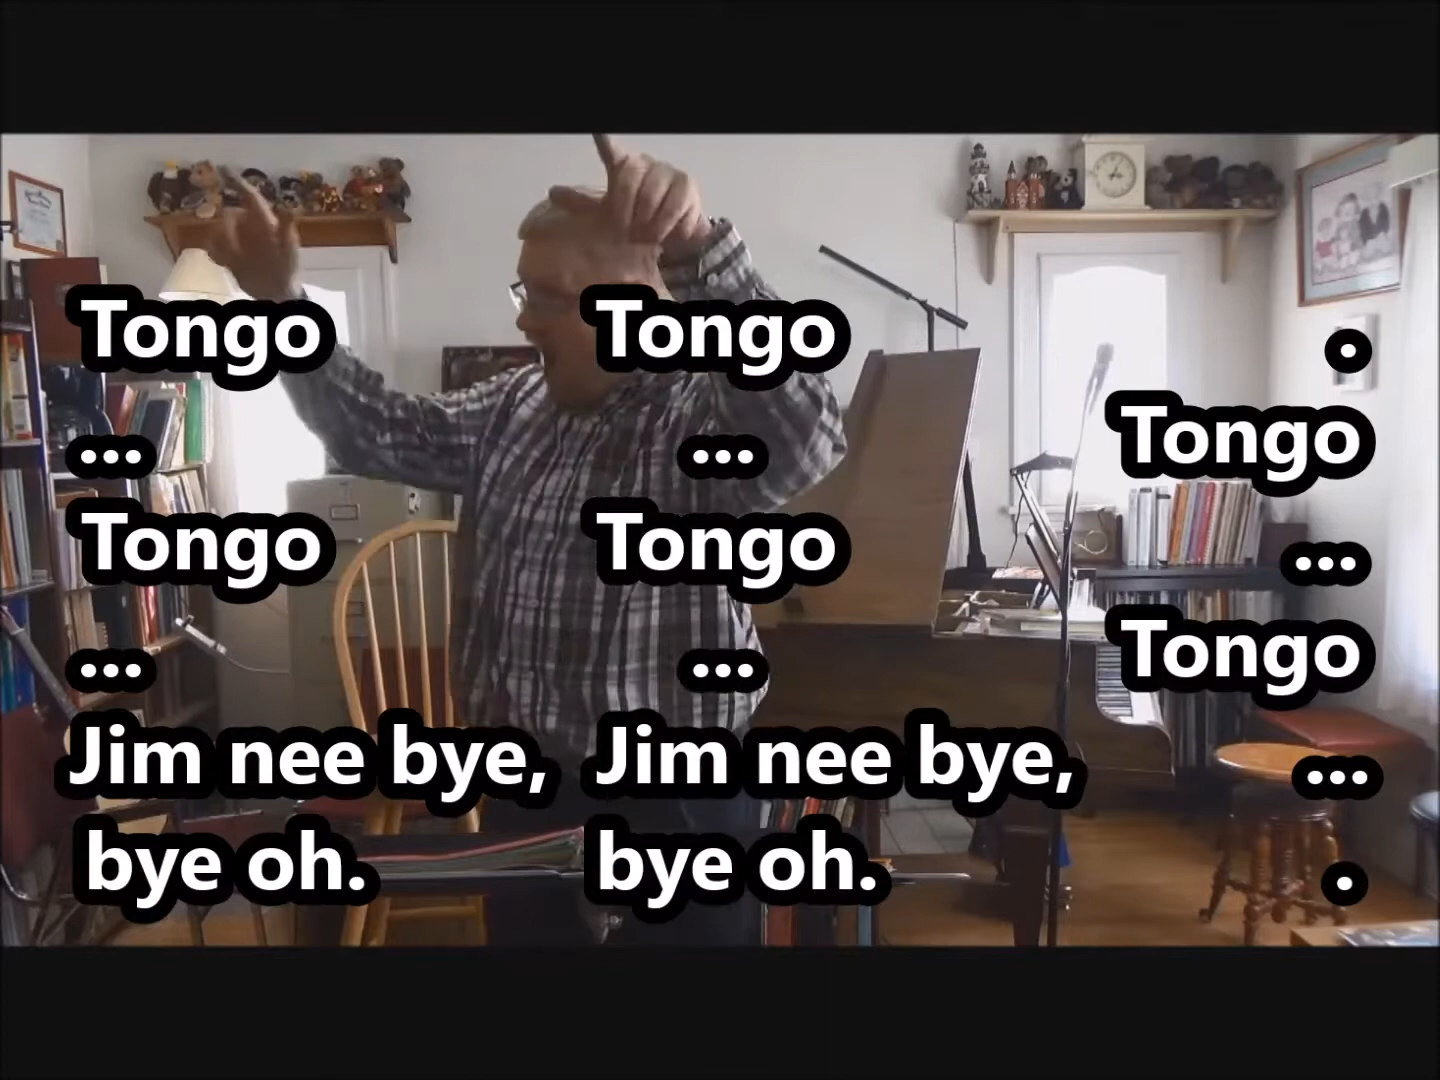 Tongo Tongo o
Tongo
... ...
Tongo Tongo ...
Tongo
... ...
Jim nee bye, Jim nee bye, ...
bye oh. bye oh. .